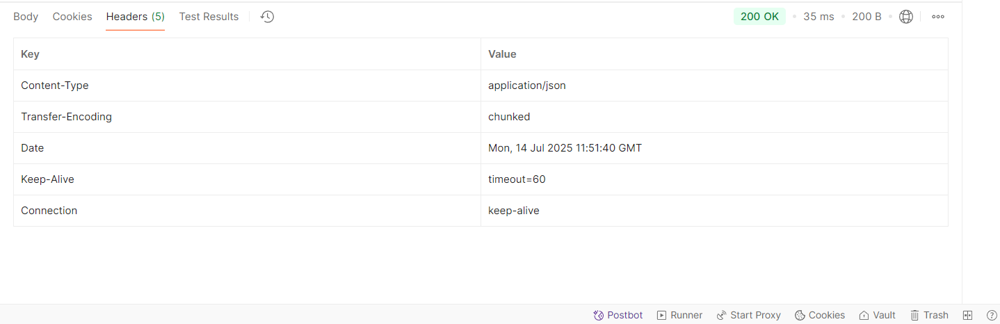 Body Cookies Headers (5) Test Results 200 OK 35 ms 200 B
Key Value
Content-Type application/json
Transfer-Encoding chunked
Date Mon, 14 Jul 2025 11:51:40 GMT
Keep-Alive timeout=60
Connection keep-alive
Postbot Runner Start Proxy Cookies Vault Trash